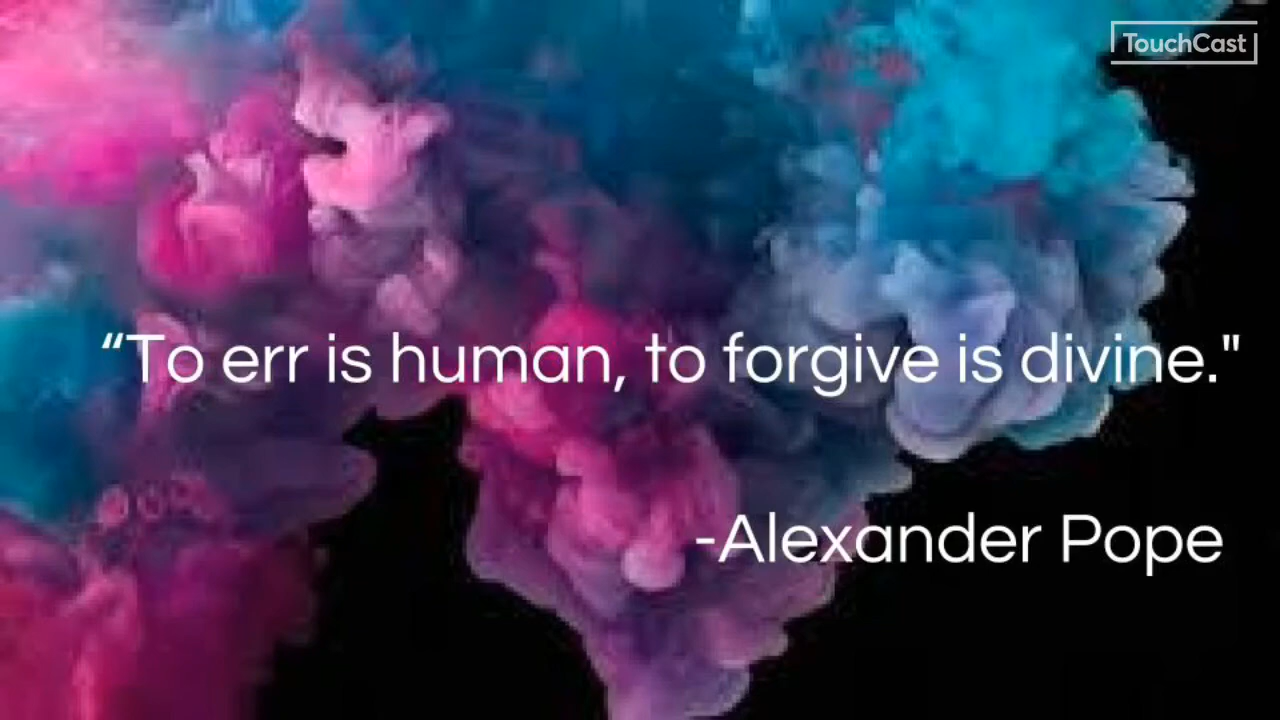 TouchCast
“To err is human, to forgive is divine."
-Alexander Pope